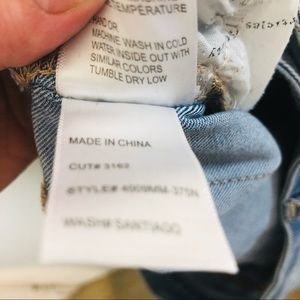 TEMPERATURE
HAND OR
MACHINE WASH IN COLD
WATER INSIDE OUT WITH
SIMILAR COLORS
TUMBLE DRY LOW
MADE IN CHINA
CUT# 3162
STYLE# 4009MM-375N
WASH# SANTIAGO